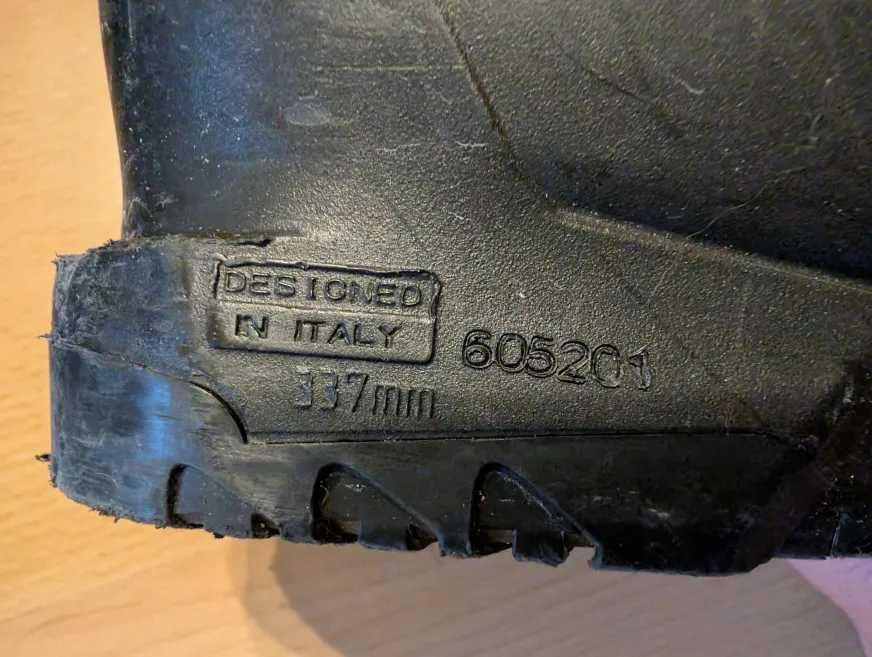 DESIGNED
IN ITALY
605201
337mm